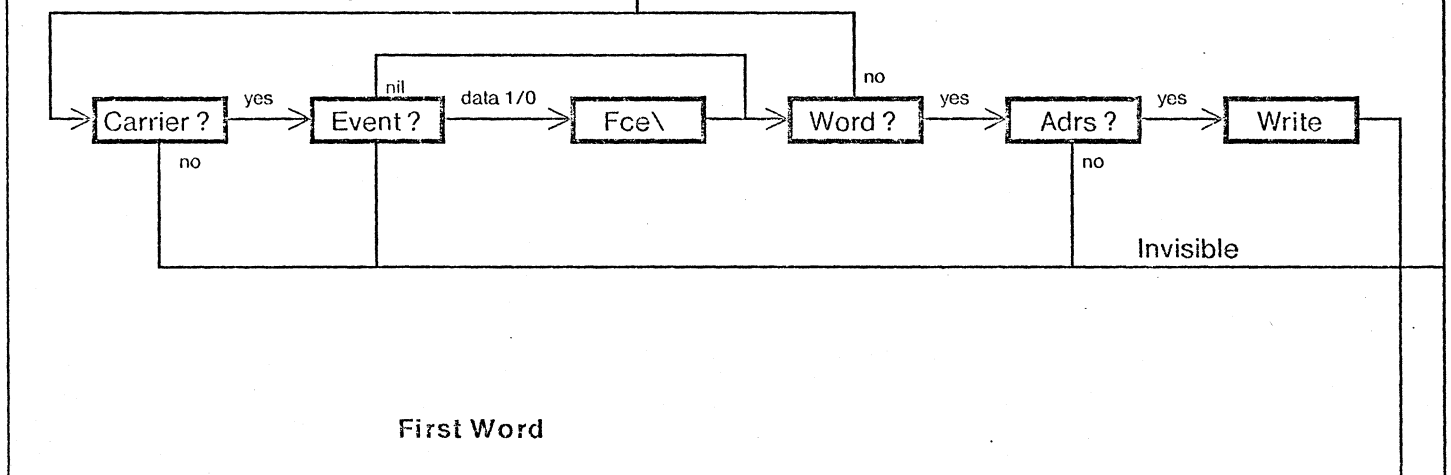 no
nil
yes
data 1/0
yes
yes
Carrier ?
Event ?
Fce\
Word ?
Adrs ?
Write
no
no
Invisible
First Word